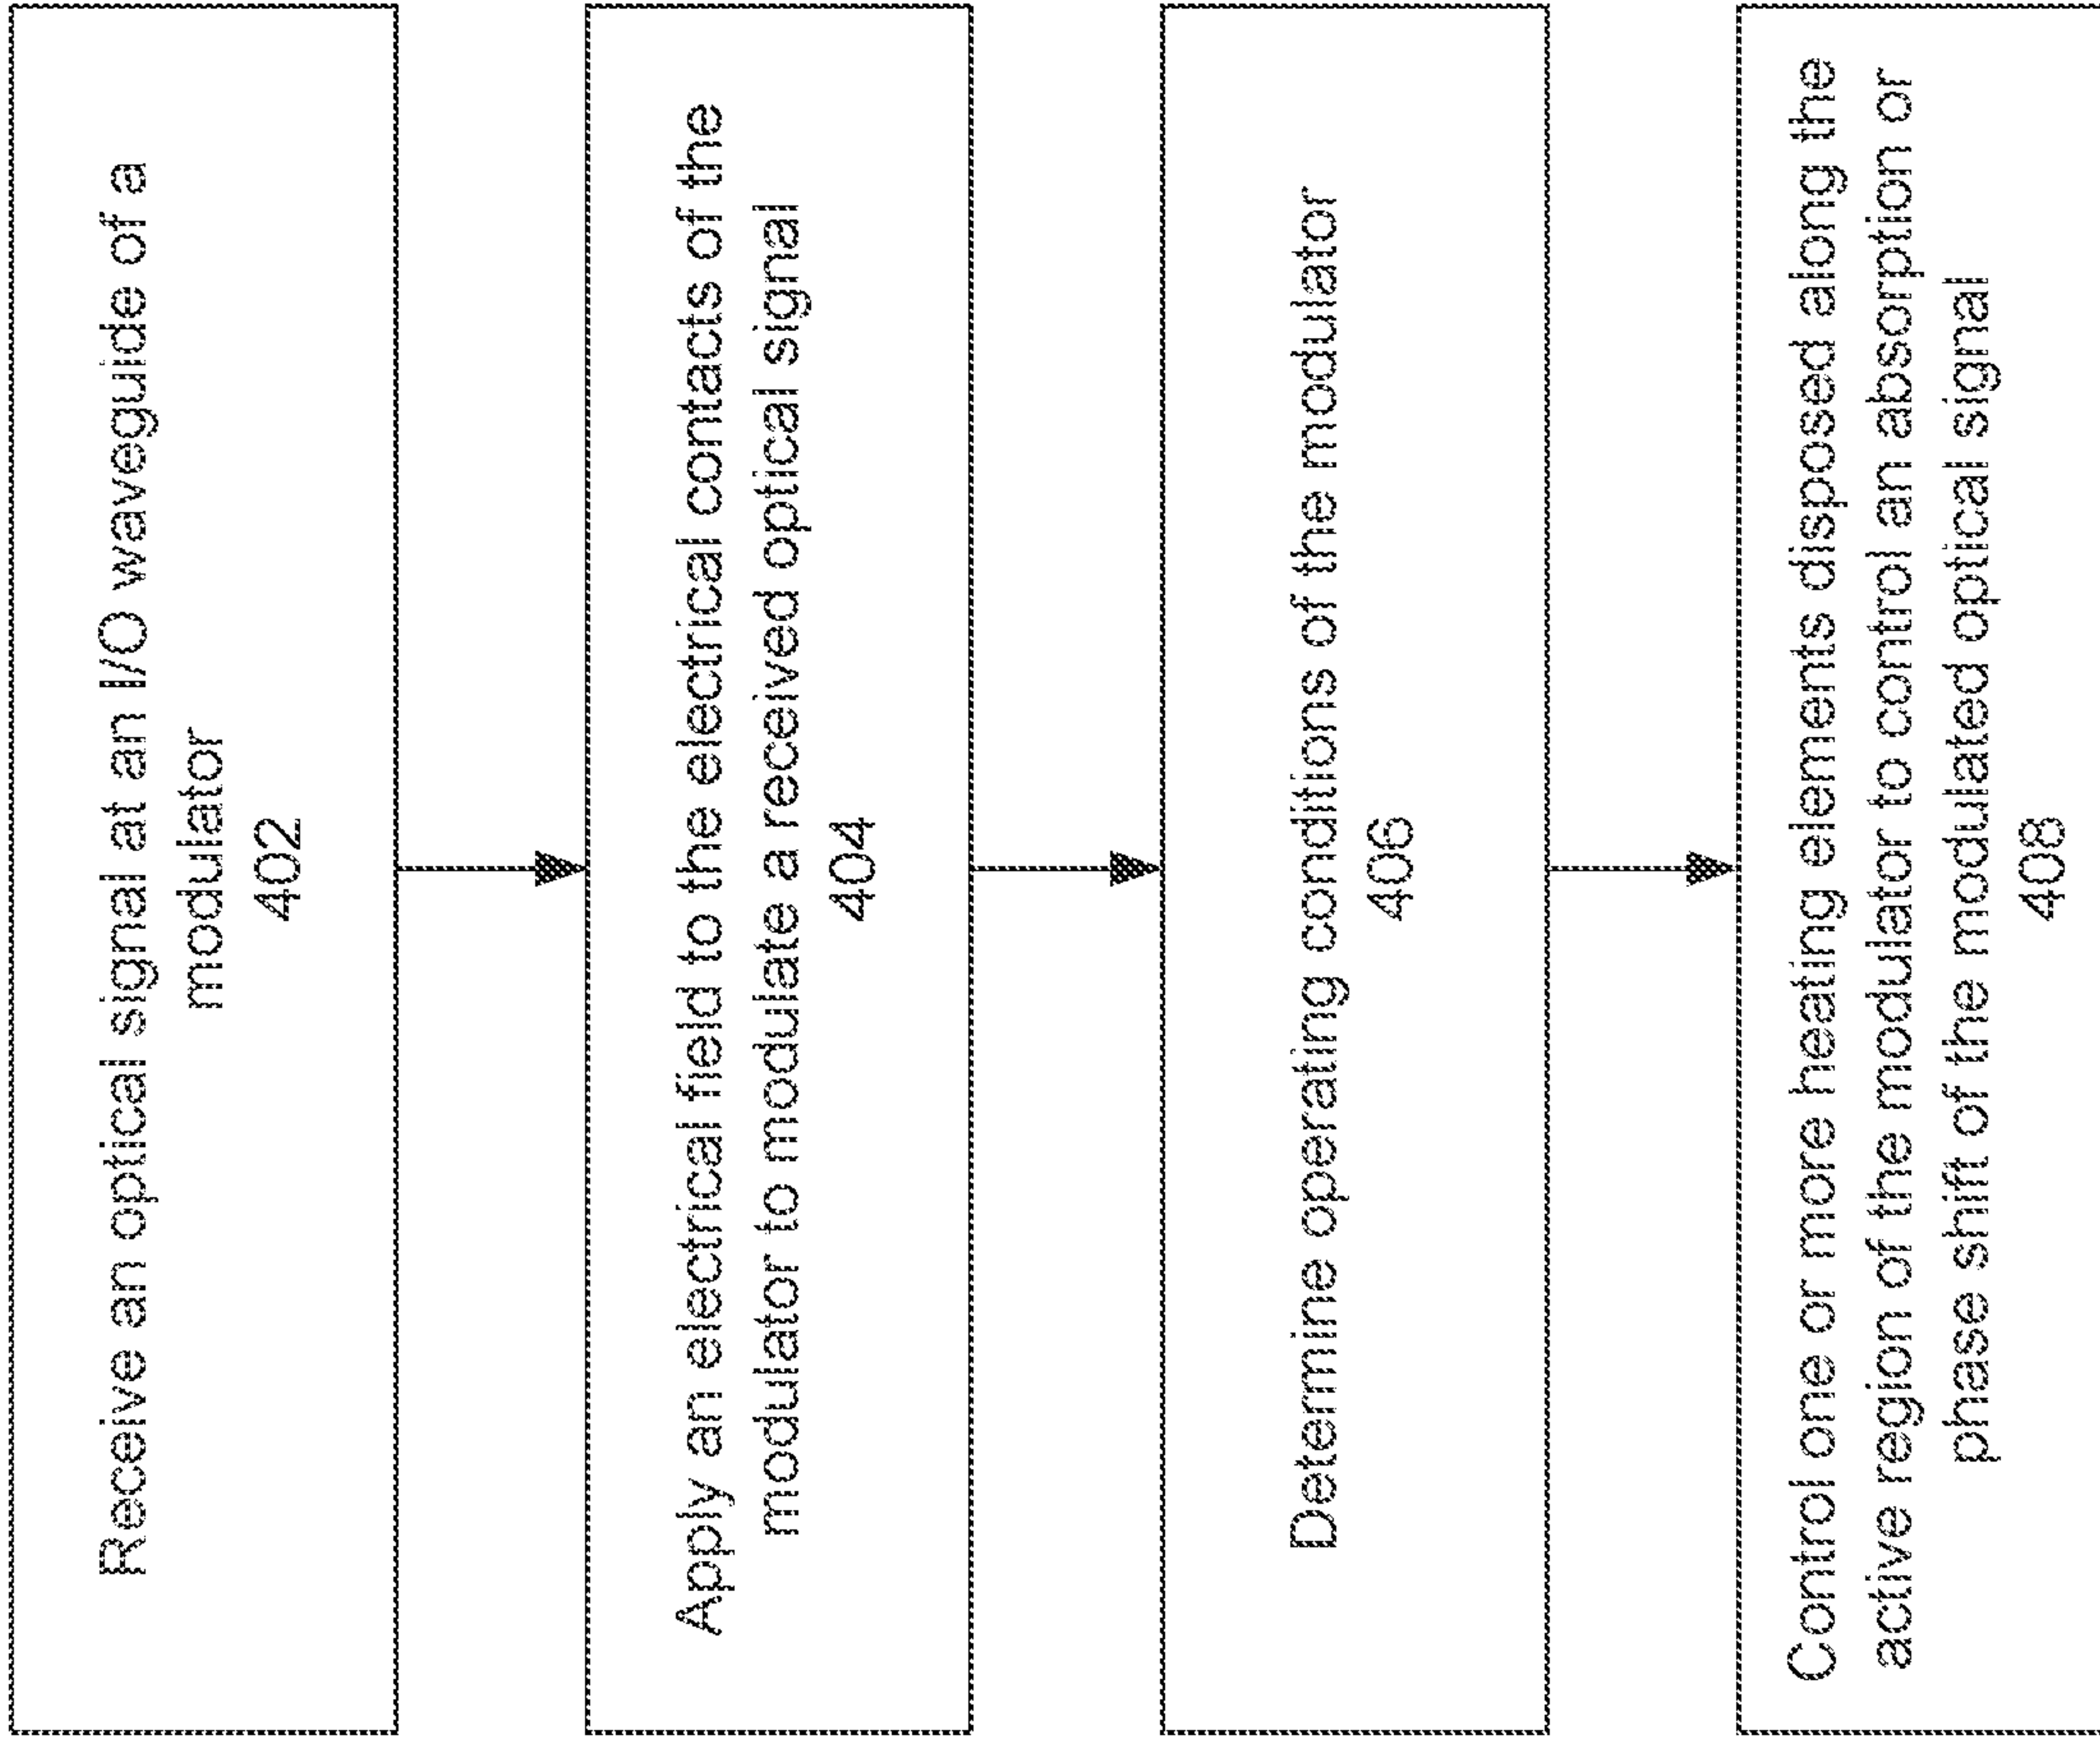 Receive an optical signal at an I/O waveguide of a
modulator
402
Apply an electrical field to the electrical contacts of the
modulator to modulate a received optical signal
404
Determine operating conditions of the modulator
406
Control one or more heating elements disposed along the
active region of the modulator to control an absorption or
phase shift of the modulated optical signal
408